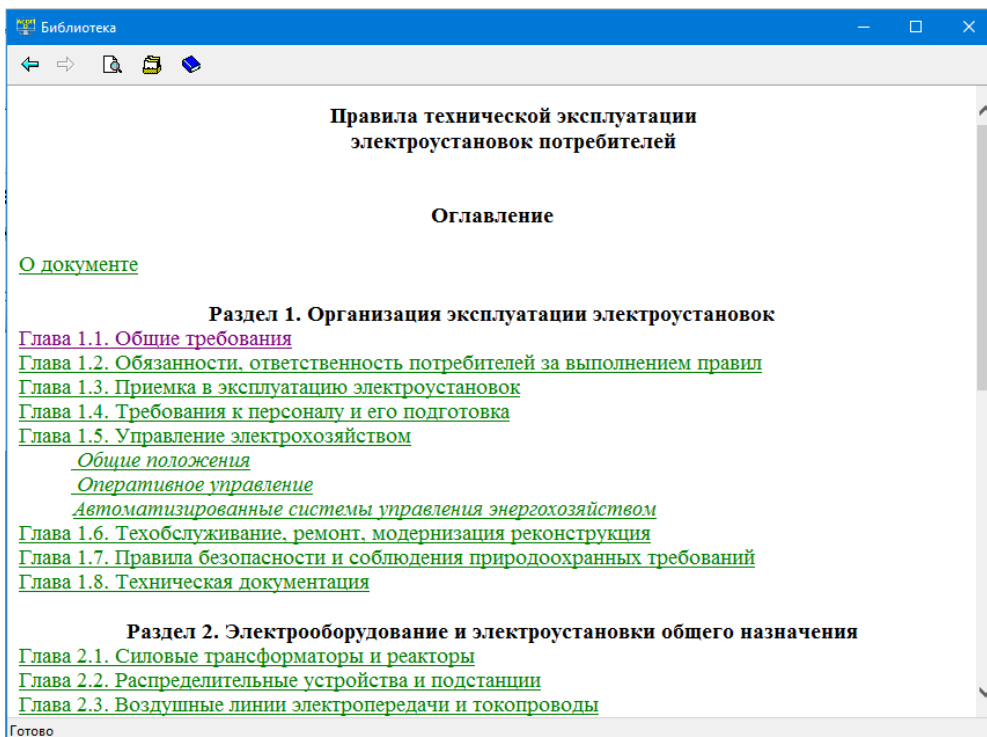 Библиотека
Правила технической эксплуатации
электроустановок потребителей
Оглавление
О документе
Раздел 1. Организация эксплуатации электроустановок
Глава 1.1. Общие требования
Глава 1.2. Обязанности, ответственность потребителей за выполнением правил
Глава 1.3. Приемка в эксплуатацию электроустановок
Глава 1.4. Требования к персоналу и его подготовка
Глава 1.5. Управление электрохозяйством
Общие положения
Оперативное управление
Автоматизированные системы управления энергохозяйством
Глава 1.6. Техобслуживание, ремонт, модернизация реконструкция
Глава 1.7. Правила безопасности и соблюдения природоохранных требований
Глава 1.8. Техническая документация
Раздел 2. Электрооборудование и электроустановки общего назначения
Глава 2.1. Силовые трансформаторы и реакторы
Глава 2.2. Распределительные устройства и подстанции
Глава 2.3. Воздушные линии электропередачи и токопроводы
Готово